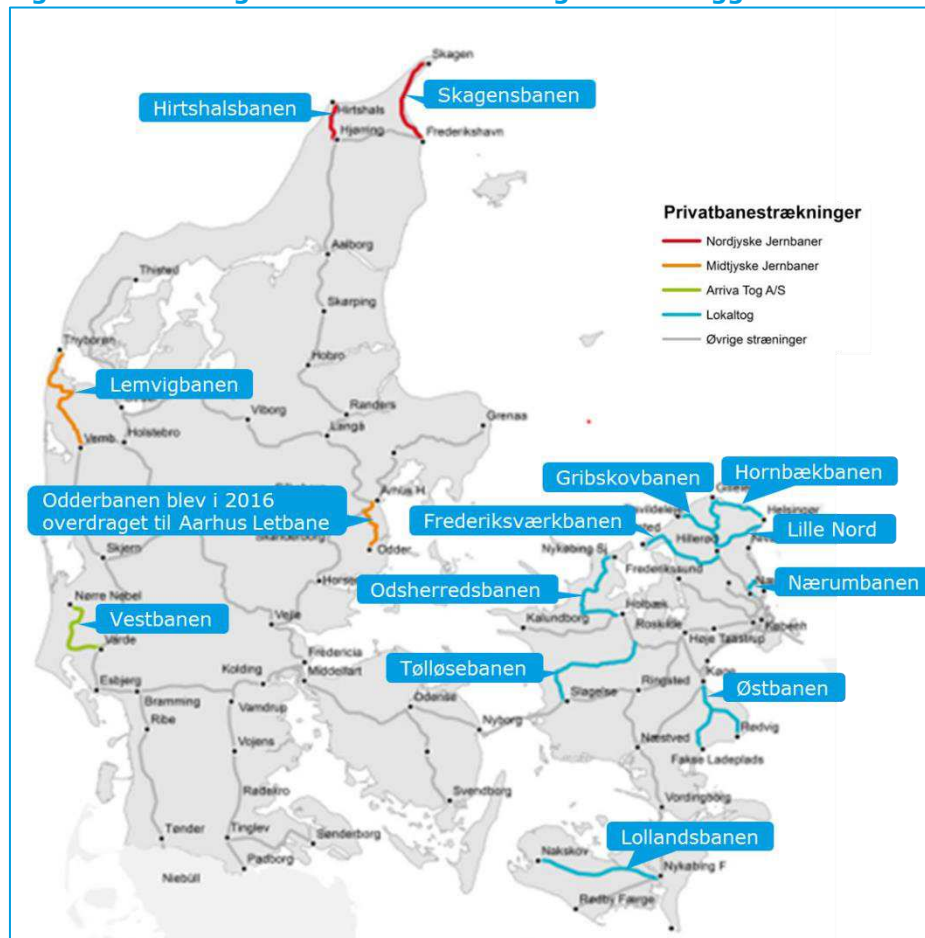 Skagen
Skagensbanen
Hirtshalsbanen
Hirtshals
Hjørring
Frederikshavn
Privatbanestrækninger
Nordjyske Jernbaner
Midtjyske Jernbaner
Arriva Tog A/S
Lokaltog
Øvrige stræninger
Aalborg
Thisted
Skørping
Thyborøn
Hobro
Lemvigbanen
Viborg
Randers
Grenaa
Langå
Vemb
Holstebro
Gribskovbanen
Hornbækbanen
Århus H.
Odderbanen blev i 2016
overdraget til Aarhus Letbane
Frederiksværkbanen
Helsingør
Lille Nord
Hillerød
Skanderborg
Odder
Nykøbing Sj
Skjern
Frederikssund
Nærumbanen
Odsherredsbanen
Nørre Nebel
Vestbanen
Vejle
Holbæk
Kalundborg
Roskilde
Høje Taastrup
Varde
Fredericia
Tølløsebanen
Køge
Kolding
Middelfart
Østbanen
Esbjerg
Slagelse
Ringsted
Bramming
Vamdrup
Odense
Nyborg
Rødvig
Ribe
Næstved
Vojens
Fakse Ladeplads
Rødekro
Svendborg
Vordingborg
Tønder
Tinglev
Sønderborg
Lollandsbanen
Padborg
Nakskov
Niebüll
Nykøbing F
Rødby Færge